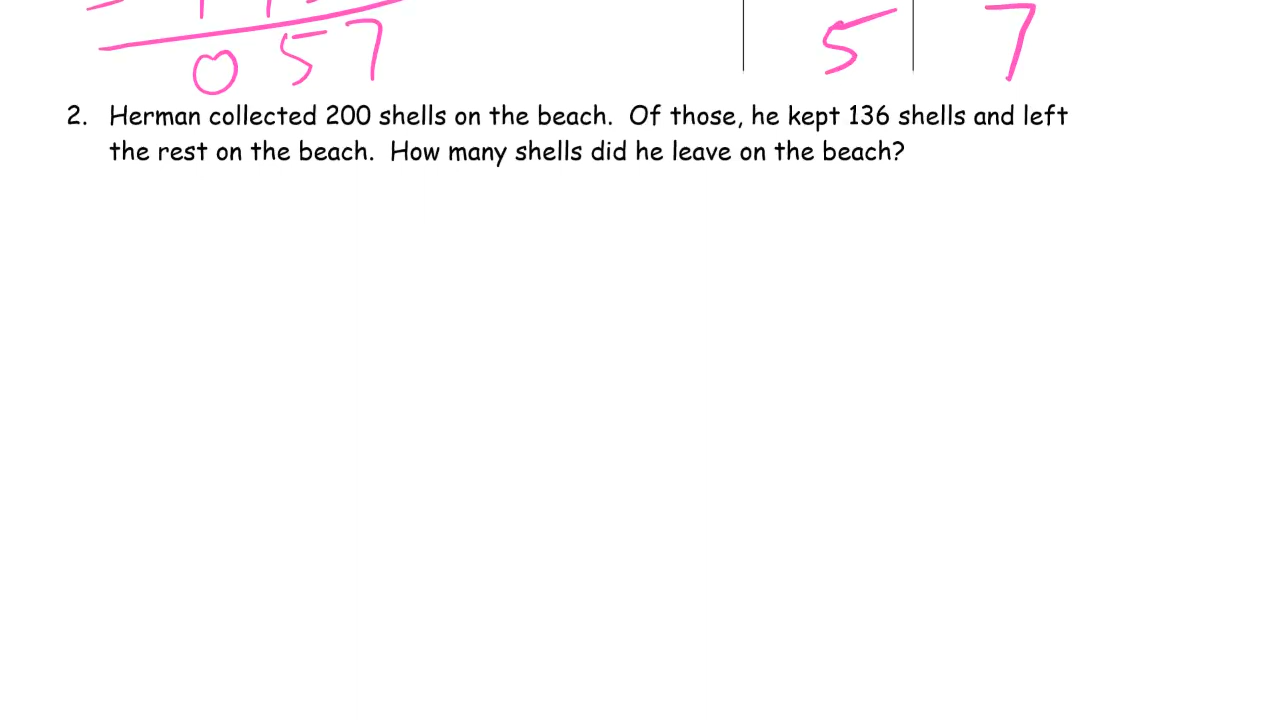 057
5 7
2. Herman collected 200 shells on the beach. Of those, he kept 136 shells and left
the rest on the beach. How many shells did he leave on the beach?